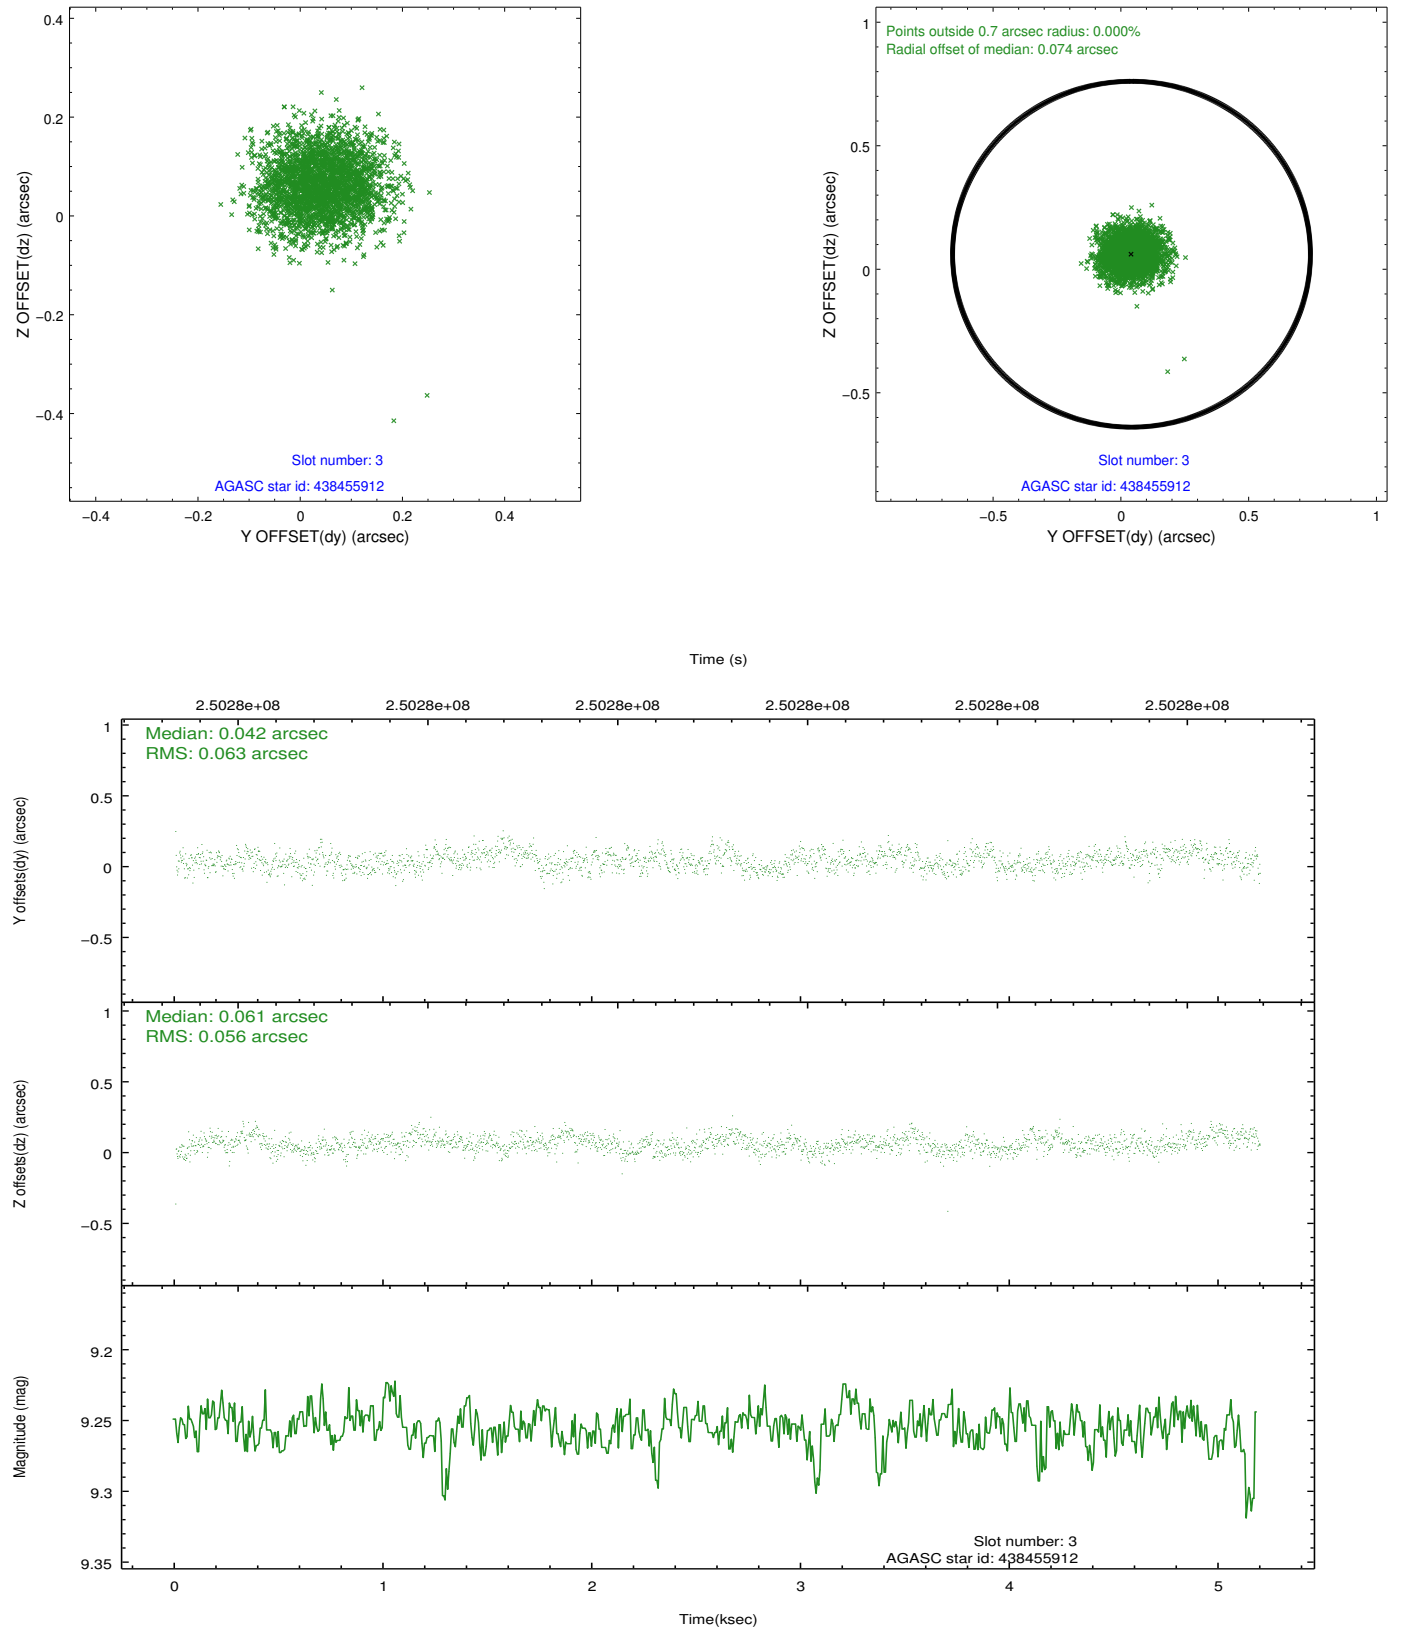 0.4
0.2
0
−0.2
−0.4
Z OFFSET(dz) (arcsec)
Slot number: 3
AGASC star id: 438455912
−0.4 −0.2 0 0.2 0.4
Y OFFSET(dy) (arcsec)
Points outside 0.7 arcsec radius: 0.000%
Radial offset of median: 0.074 arcsec
1
0.5
0
−0.5
Z OFFSET(dz) (arcsec)
Slot number: 3
AGASC star id: 438455912
−0.5 0 0.5 1
Y OFFSET(dy) (arcsec)
Time (s)
2.5028e+08 2.5028e+08 2.5028e+08 2.5028e+08 2.5028e+08 2.5028e+08
Median: 0.042 arcsec
RMS: 0.063 arcsec
1
0.5
0
−0.5
Y offsets(dy) (arcsec)
Median: 0.061 arcsec
RMS: 0.056 arcsec
1
0.5
0
−0.5
Z offsets(dz) (arcsec)
9.2
9.25
9.3
9.35
Magnitude (mag)
Slot number: 3
AGASC star id: 438455912
0 1 2 3 4 5
Time(ksec)